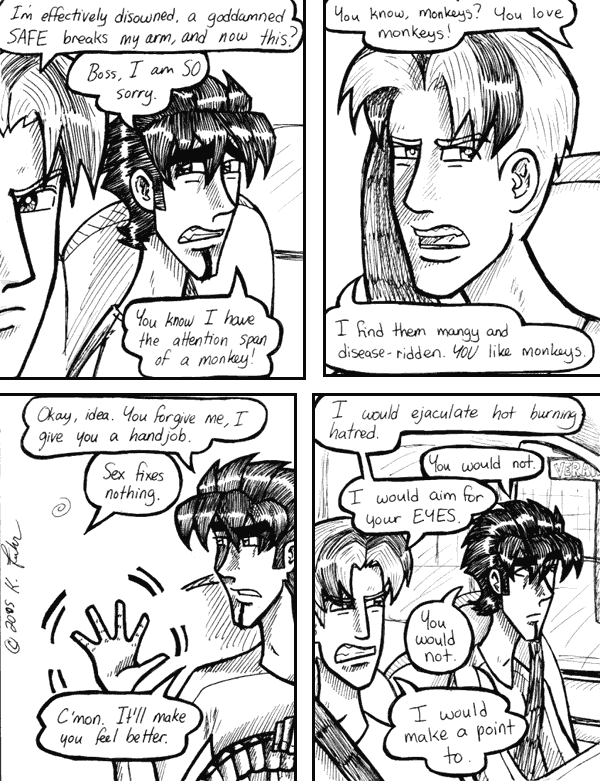 I'm effectively disowned, a goddamned
SAFE breaks my arm, and now this?
Boss, I am SO
sorry.
You know I have
the attention span
of a monkey!
You know, monkeys? You love
monkeys!
I find them mangy and
disease-ridden. YOU like monkeys.
Okay, idea. You forgive me, I
give you a handjob.
Sex fixes
nothing.
C'mon. It'll make
you feel better.
© 2005 K.
I would ejaculate hot burning
hatred.
You would not.
I would aim for
your EYES.
You
would
not.
I would
make a point
to.
VERA